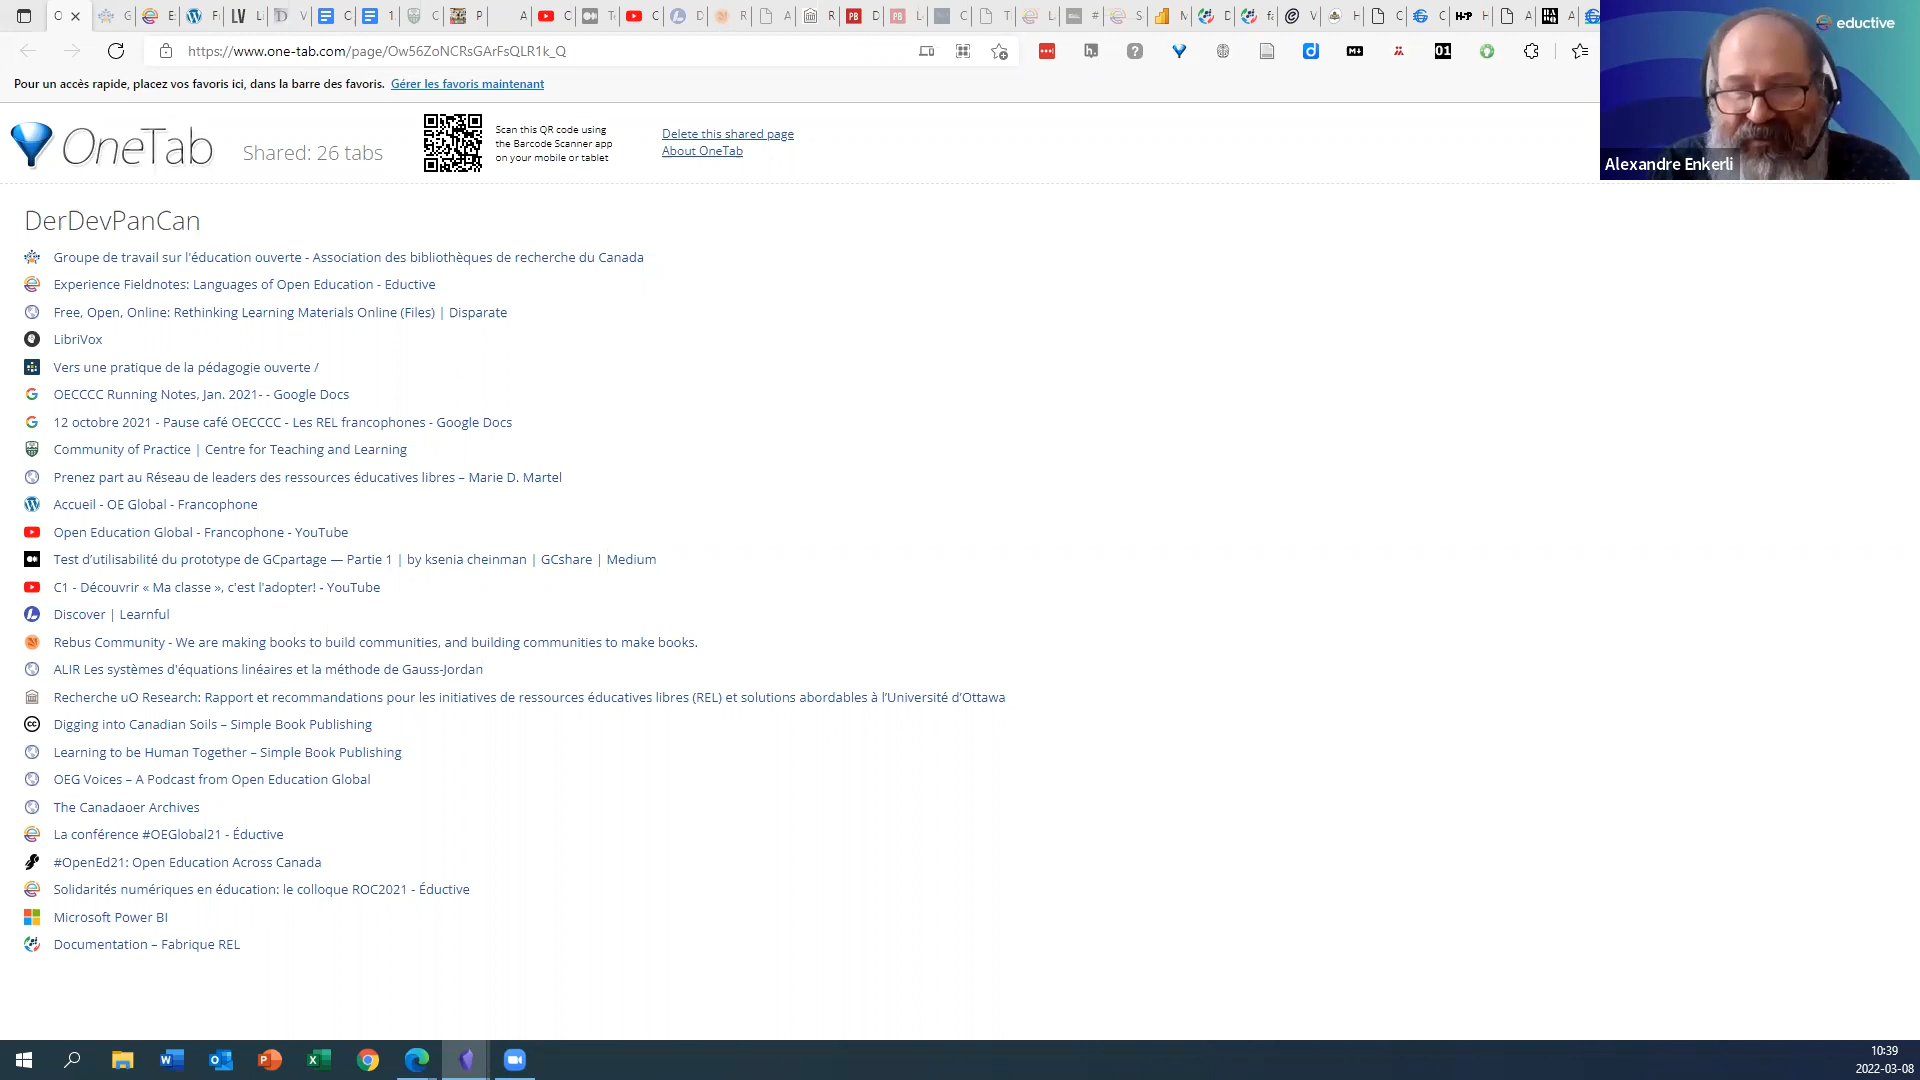 https://www.one-tab.com/page/Ow56ZoNCRsGArFsQLR1k_Q
Pour un accès rapide, placez vos favoris ici, dans la barre des favoris. Gérer les favoris maintenant
eductive
Alexandre Enkerli
OneTab
Shared: 26 tabs
Scan this QR code using
the Barcode Scanner app
on your mobile or tablet
Delete this shared page
About OneTab
DerDevPanCan
Groupe de travail sur l'éducation ouverte - Association des bibliothèques de recherche du Canada
Experience Fieldnotes: Languages of Open Education - Eductive
Free, Open, Online: Rethinking Learning Materials Online (Files) | Disparate
LibriVox
Vers une pratique de la pédagogie ouverte /
OECCCC Running Notes, Jan. 2021- - Google Docs
12 octobre 2021 - Pause café OECCCC - Les REL francophones - Google Docs
Community of Practice | Centre for Teaching and Learning
Prenez part au Réseau de leaders des ressources éducatives libres – Marie D. Martel
Accueil - OE Global - Francophone
Open Education Global - Francophone - YouTube
Test d’utilisabilité du prototype de GCpartage — Partie 1 | by ksenia cheinman | GCshare | Medium
C1 - Découvrir « Ma classe », c'est l'adopter! - YouTube
Discover | Learnful
Rebus Community - We are making books to build communities, and building communities to make books.
ALIR Les systèmes d'équations linéaires et la méthode de Gauss-Jordan
Recherche uO Research: Rapport et recommandations pour les initiatives de ressources éducatives libres (REL) et solutions abordables à l’Université d’Ottawa
Digging into Canadian Soils – Simple Book Publishing
Learning to be Human Together – Simple Book Publishing
OEG Voices – A Podcast from Open Education Global
The Canadaoer Archives
La conférence #OEGlobal21 - Éductive
#OpenEd21: Open Education Across Canada
Solidarités numériques en éducation: le colloque ROC2021 - Éductive
Microsoft Power BI
Documentation – Fabrique REL
10:39
2022-03-08